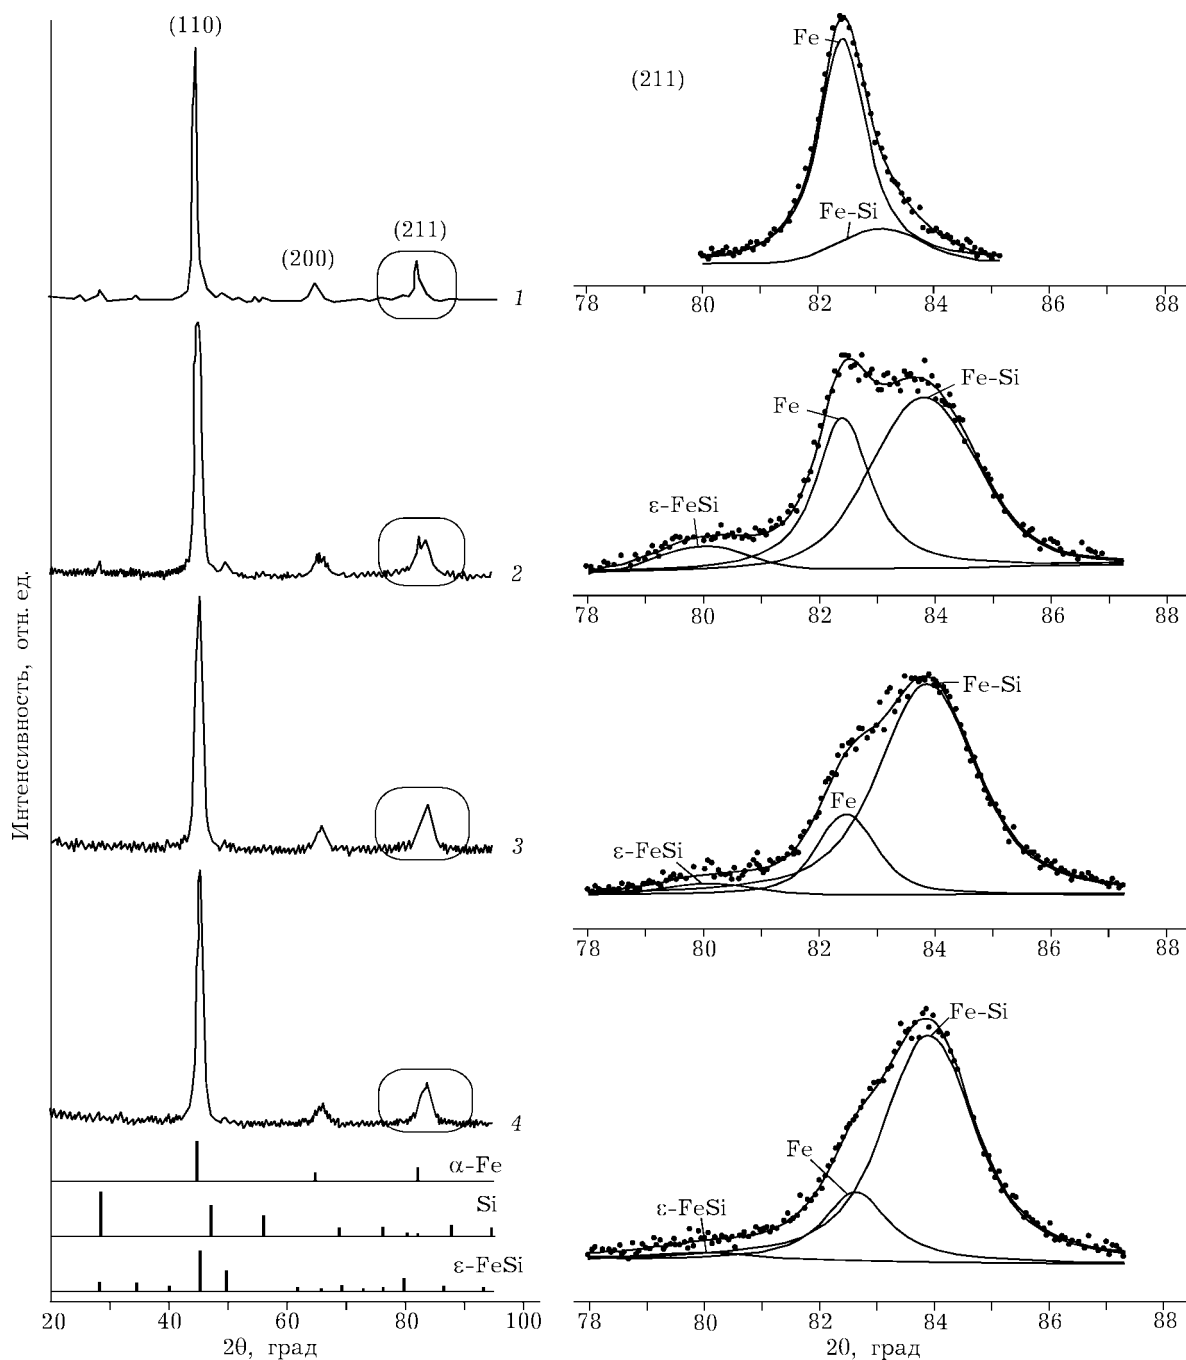 (110)
(200)
(211)
1
2
3
4
Интенсивность, отн. ед.
α-Fe
Si
ε-FeSi
20 40 60 80 100
2θ, град
(211)
Fe
Fe-Si
78 80 82 84 86 88
Fe-Si
Fe
ε-FeSi
78 80 82 84 86 88
Fe-Si
Fe
ε-FeSi
78 80 82 84 86 88
Fe-Si
Fe
ε-FeSi
78 80 82 84 86 88
2θ, град